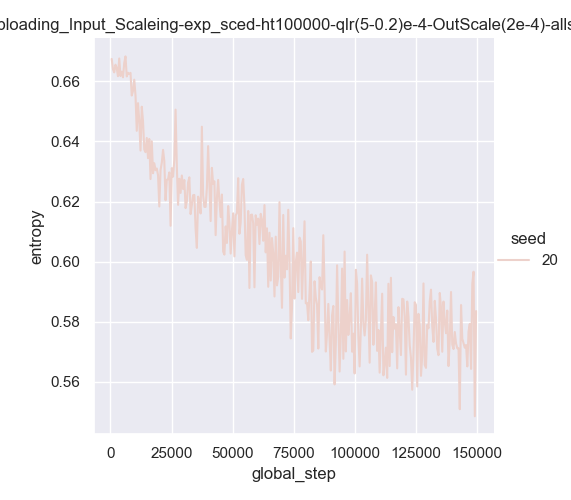 ploading_Input_Scaleing-exp_sced-ht100000-qlr(5-0.2)e-4-OutScale(2e-4)-alls
0.66
0.64
0.62
0.60
0.58
0.56
entropy
0 25000 50000 75000 100000 125000 150000
global_step
seed
20